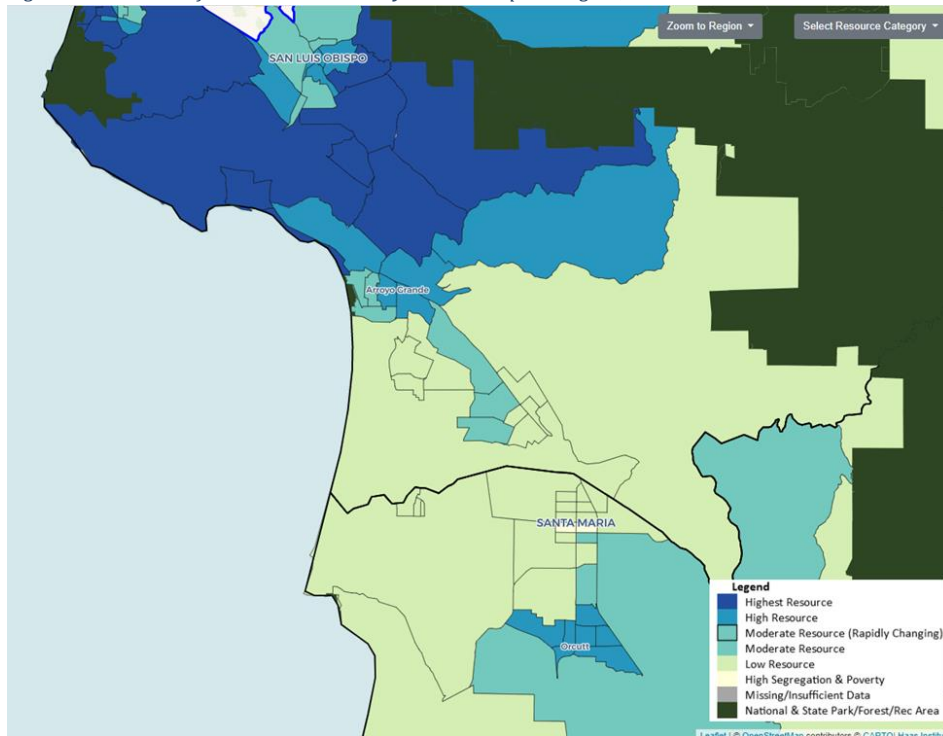 Zoom to Region
Select Resource Category
SAN LUIS OBISPO
Arroyo Grande
SANTA MARIA
Orcutt
Legend
Highest Resource
High Resource
Moderate Resource (Rapidly Changing)
Moderate Resource
Low Resource
High Segregation & Poverty
Missing/Insufficient Data
National & State Park/Forest/Rec Area
Leaflet | © OpenStreetMap contributors © CARTO| Haas Institu